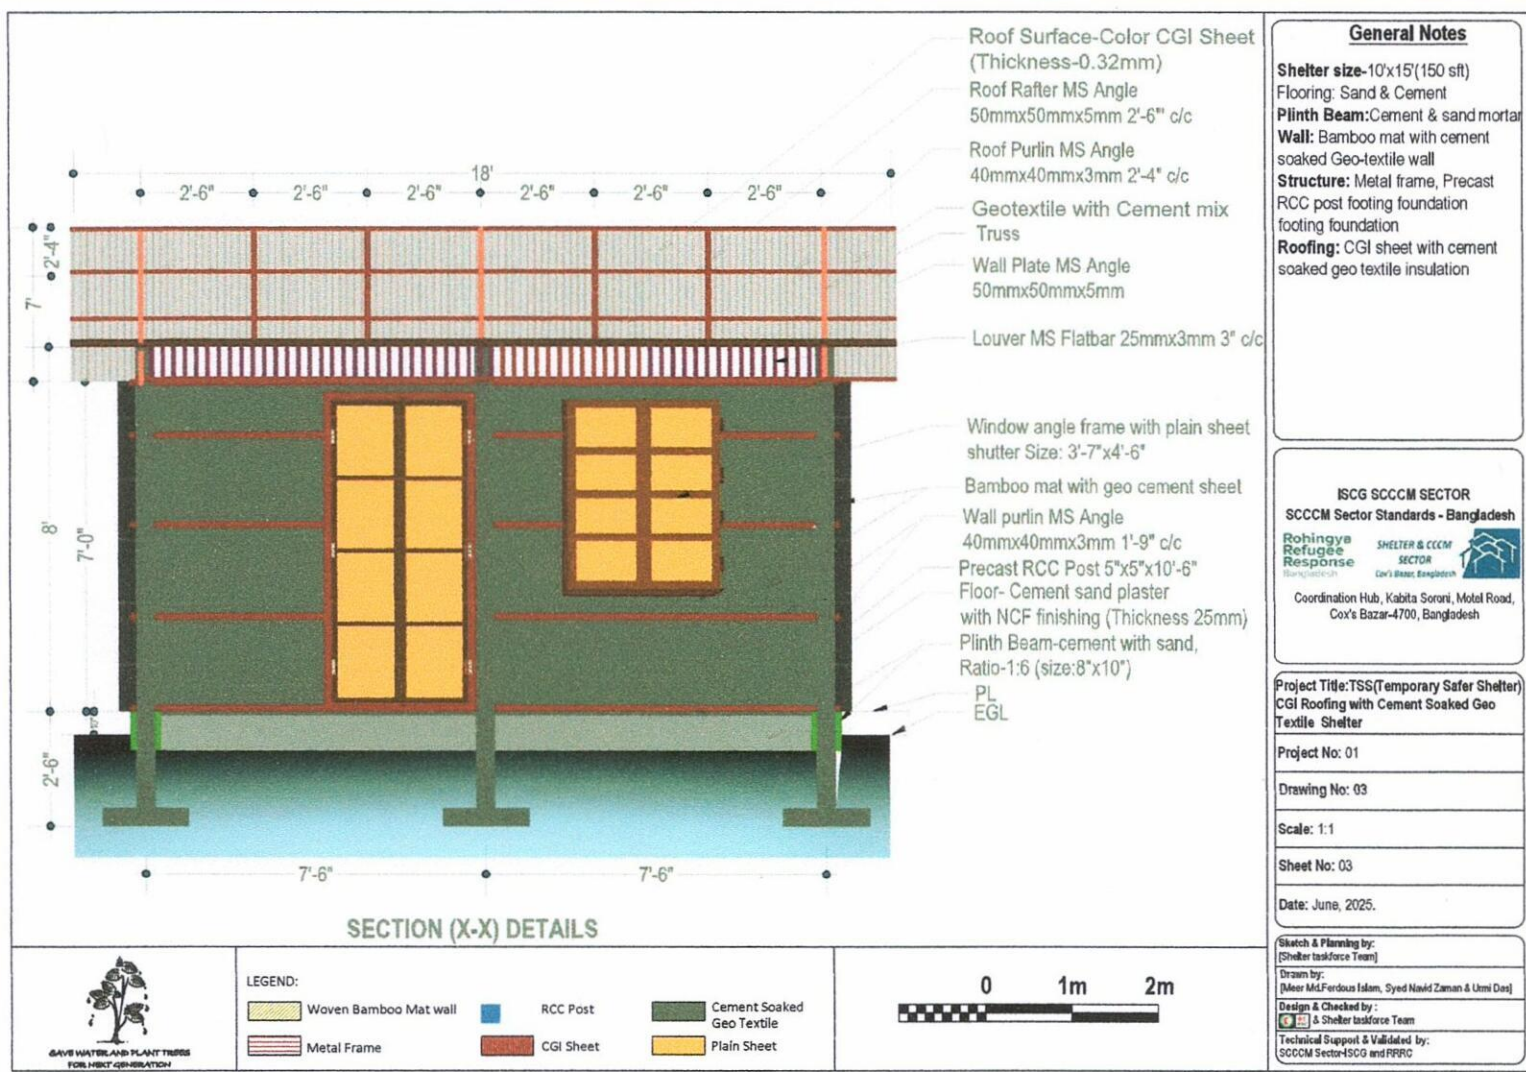 Roof Surface-Color CGI Sheet
(Thickness-0.32mm)
Roof Rafter MS Angle
50mmx50mmx5mm 2'-6'" c/c
Roof Purlin MS Angle
40mmx40mmx3mm 2'-4" c/c
Geotextile with Cement mix
Truss
Wall Plate MS Angle
50mmx50mmx5mm
Louver MS Flatbar 25mmx3mm 3" c/c
Window angle frame with plain sheet
shutter Size: 3'-7"x4'-6"
Bamboo mat with geo cement sheet
Wall purlin MS Angle
40mmx40mmx3mm 1'-9" c/c
Precast RCC Post 5"x5"x10'-6"
Floor- Cement sand plaster
with NCF finishing (Thickness 25mm)
Plinth Beam-cement with sand,
Ratio-1:6 (size:8"x10")
PL
EGL
18'
2'-6" 2'-6" 2'-6" 2'-6" 2'-6" 2'-6"
2'-4"
7'
8'
7'-0"
10"
2'-6"
7'-6" 7'-6"
SECTION (X-X) DETAILS
SAVE WATER AND PLANT TREES
FOR NEXT GENERATION
LEGEND:
Woven Bamboo Mat wall
RCC Post
Cement Soaked
Geo Textile
Metal Frame
CGI Sheet
Plain Sheet
0 1m 2m
General Notes
Shelter size-10'x15'(150 sft)
Flooring: Sand & Cement
Plinth Beam:Cement & sand mortar
Wall: Bamboo mat with cement
soaked Geo-textile wall
Structure: Metal frame, Precast
RCC post footing foundation
footing foundation
Roofing: CGI sheet with cement
soaked geo textile insulation
ISCG SCCCM SECTOR
SCCCM Sector Standards - Bangladesh
Rohingya
Refugee
Response
Bangladesh
SHELTER & CCCM
SECTOR
Cox's Bazar, Bangladesh
Coordination Hub, Kabita Soroni, Motel Road,
Cox's Bazar-4700, Bangladesh
Project Title:TSS(Temporary Safer Shelter)
CGI Roofing with Cement Soaked Geo
Textile Shelter
Project No: 01
Drawing No: 03
Scale: 1:1
Sheet No: 03
Date: June, 2025.
Sketch & Planning by:
[Shelter taskforce Team]
Drawn by:
[Meer Md.Ferdous Islam, Syed Navid Zaman & Urmi Das]
Design & Checked by :
& Shelter taskforce Team
Technical Support & Validated by:
SCCCM Sector-ISCG and RRRC